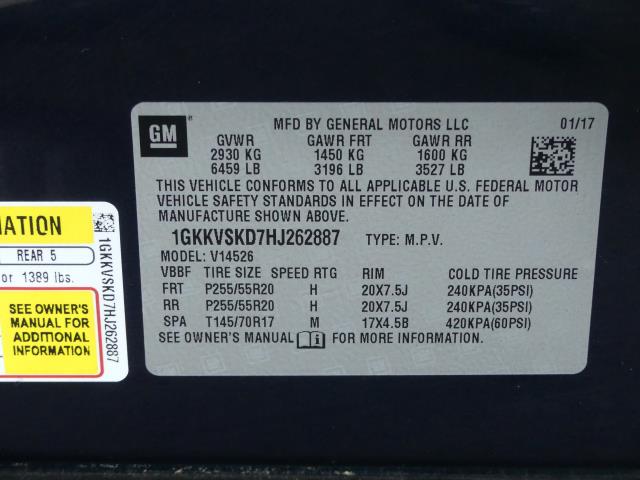 GM
MFD BY GENERAL MOTORS LLC
01/17
GVWR GAWR FRT GAWR RR
2930 KG 1450 KG 1600 KG
6459 LB 3196 LB 3527 LB
THIS VEHICLE CONFORMS TO ALL APPLICABLE U.S. FEDERAL MOTOR
VEHICLE SAFETY STANDARDS IN EFFECT ON THE DATE OF
MANUFACTURE SHOWN ABOVE.
1GKKVSKD7HJ262887 TYPE: M.P.V.
MODEL: V14526
VBBF TIRE SIZE SPEED RTG RIM COLD TIRE PRESSURE
FRT P255/55R20 H 20X7.5J 240KPA(35PSI)
RR P255/55R20 H 20X7.5J 240KPA(35PSI)
SPA T145/70R17 M 17X4.5B 420KPA(60PSI)
SEE OWNER'S MANUAL FOR MORE INFORMATION.
MATION
REAR 5
or 1389 lbs.
SEE OWNER'S
MANUAL FOR
ADDITIONAL
INFORMATION
1GKKVSKD7HJ262887